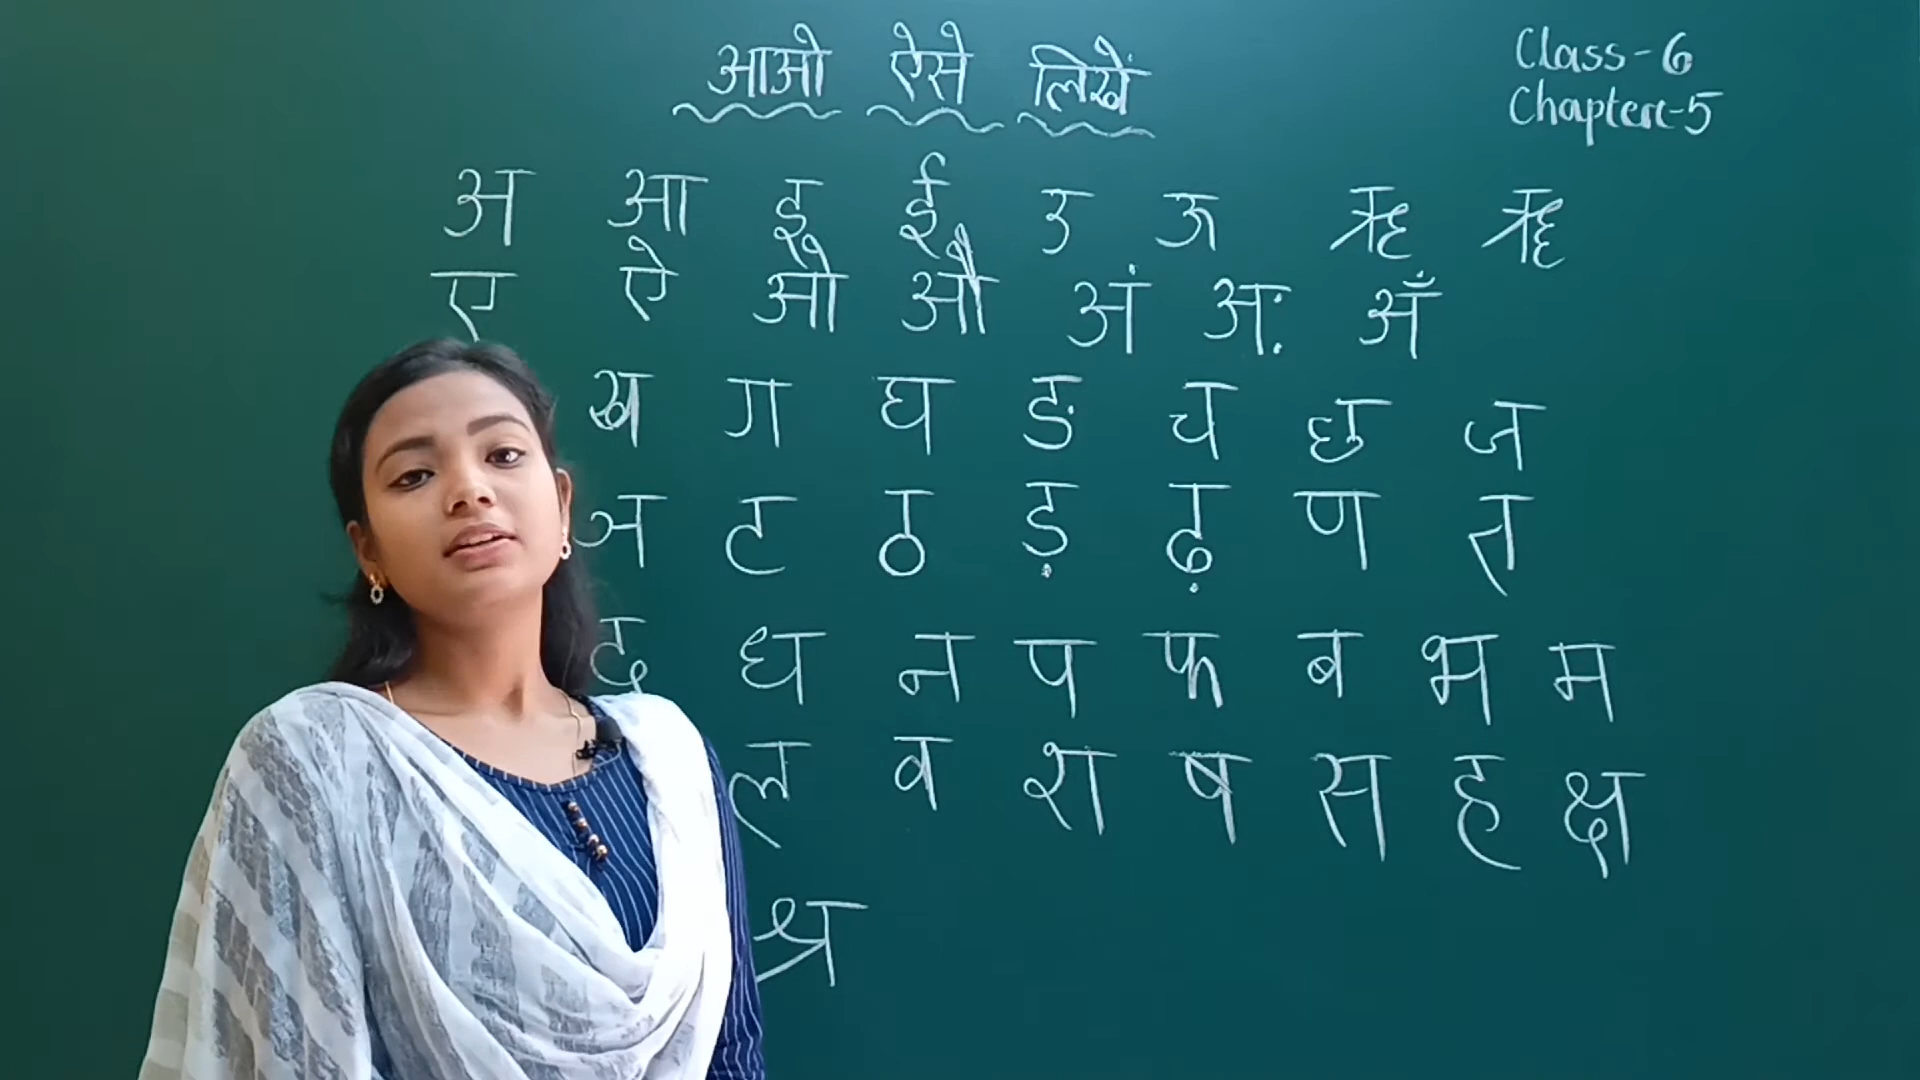 आओ ऐसे लिखें
Class-6
Chapter-5
अ आ इ ई उ ऊ ऋ ॠ
ए ऐ ओ औ अं अः अँ
ख ग घ ङ च छ ज
ञ ट ठ ड़ ढ़ ण त
द ध न प फ ब भ म
ल व श ष स ह क्ष
श्र